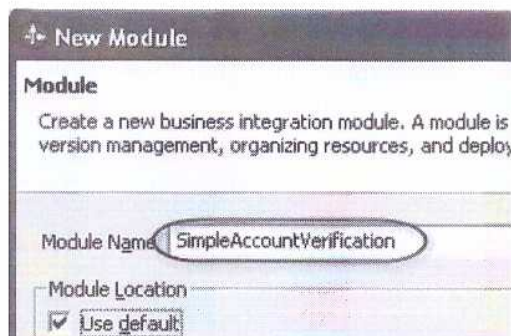 New Module
Module
Create a new business integration module. A module is
version management, organizing resources, and deploy
Module Name SimpleAccountVerification
Module Location
Use default